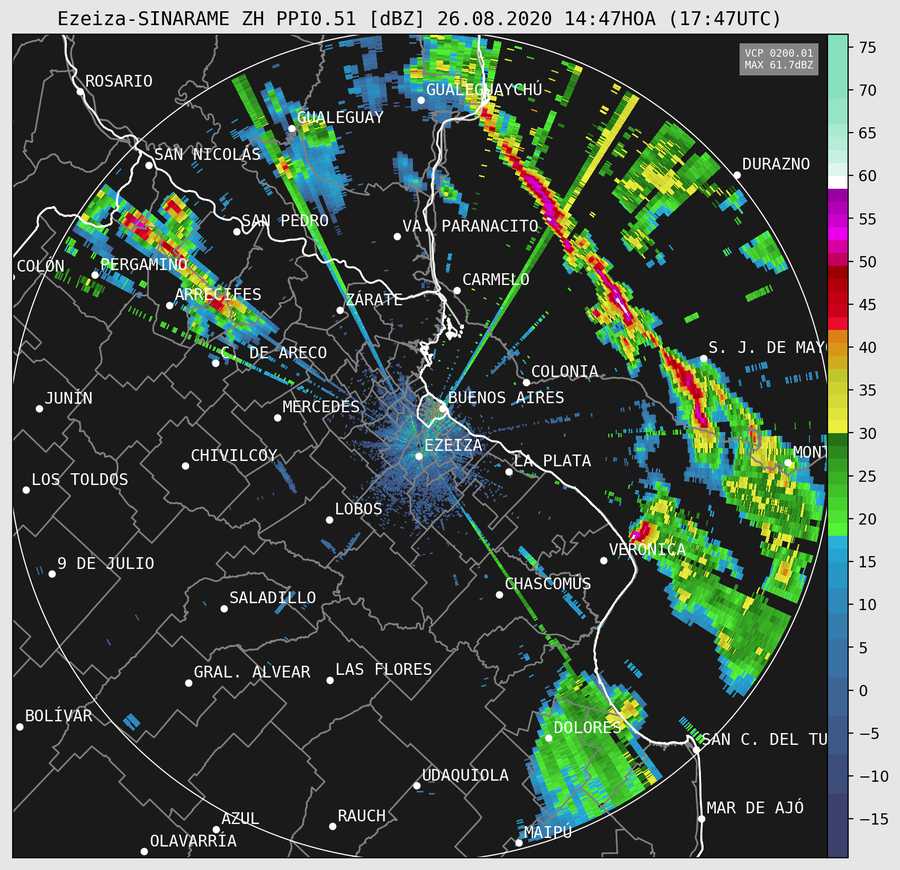 Ezeiza-SINARAME ZH PPI0.51 [dBZ] 26.08.2020 14:47HOA (17:47UTC)
VCP 0200.01
MAX 61.7dBZ
75
70
65
60
55
50
45
40
35
30
25
20
15
10
5
0
−5
−10
−15
ROSARIO
GUALEGUAYCHÚ
GUALEGUAY
SAN NICOLÁS
DURAZNO
SAN PEDRO
VA. PARANACITO
COLÓN
PERGAMINO
CARMELO
ARRECIFES
ZÁRATE
C. DE ARECO
S. J. DE MAY
COLONIA
JUNÍN
MERCEDES
BUENOS AIRES
EZEIZA
MONT
CHIVILCOY
LA PLATA
LOS TOLDOS
LOBOS
VERONICA
9 DE JULIO
CHASCOMÚS
SALADILLO
GRAL. ALVEAR
LAS FLORES
BOLÍVAR
DOLORES
SAN C. DEL TU
UDAQUIOLA
MAR DE AJÓ
AZUL
RAUCH
MAIPÚ
OLAVARRÍA